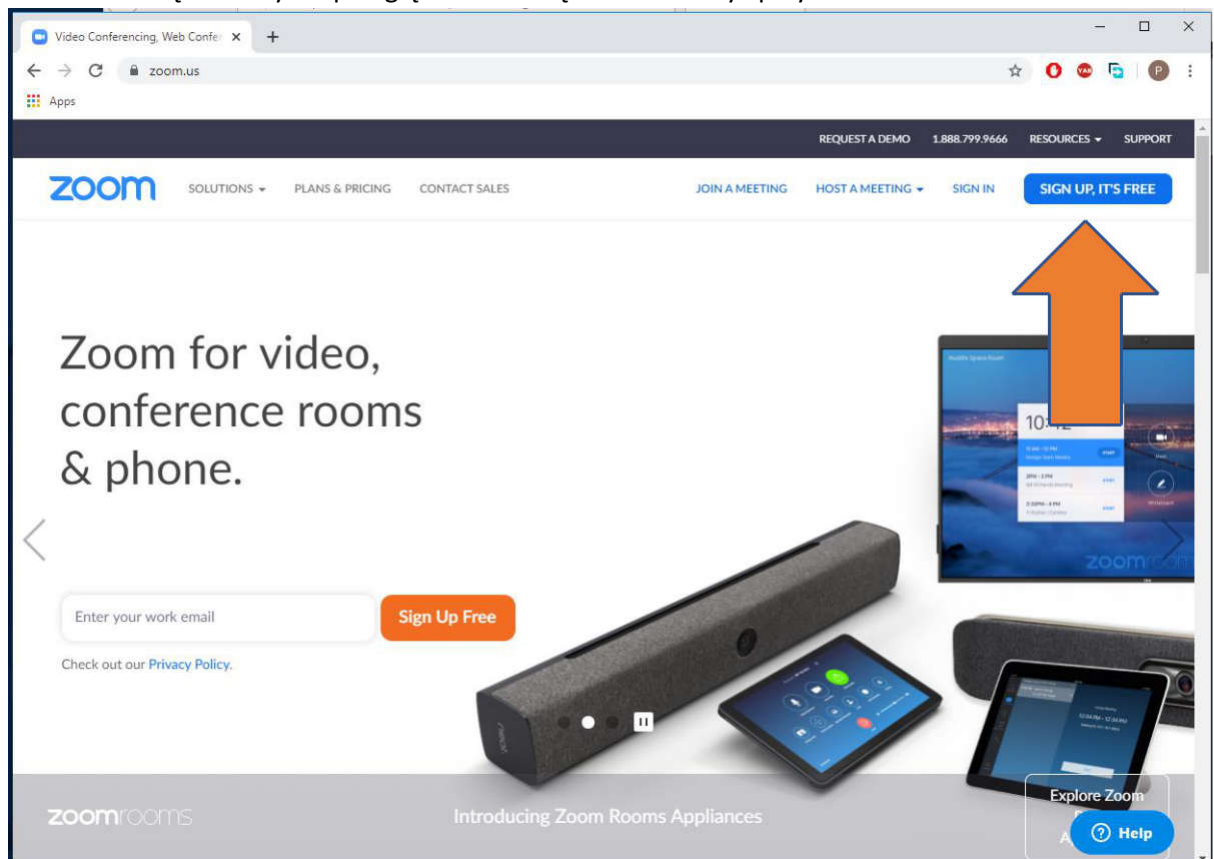 Video Conferencing, Web Confer
zoom.us
Apps
REQUEST A DEMO 1.888.799.9666 RESOURCES SUPPORT
zoom SOLUTIONS PLANS & PRICING CONTACT SALES JOIN A MEETING HOST A MEETING SIGN IN SIGN UP, IT'S FREE
Zoom for video,
conference rooms
& phone.
Enter your work email Sign Up Free
Check out our Privacy Policy.
zoomrooms Introducing Zoom Rooms Appliances
Explore Zoom
Help